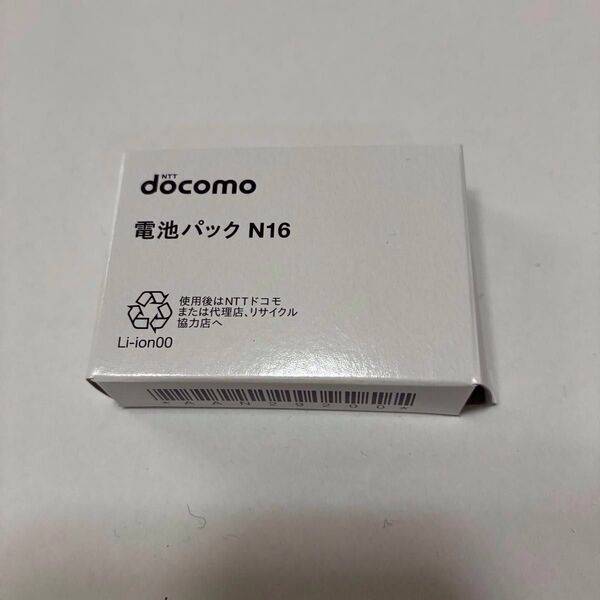 NTT
docomo
電池パック N16
使用後はNTTドコモ
または代理店、リサイクル
協力店へ
Li-ion00
*AAN29200*